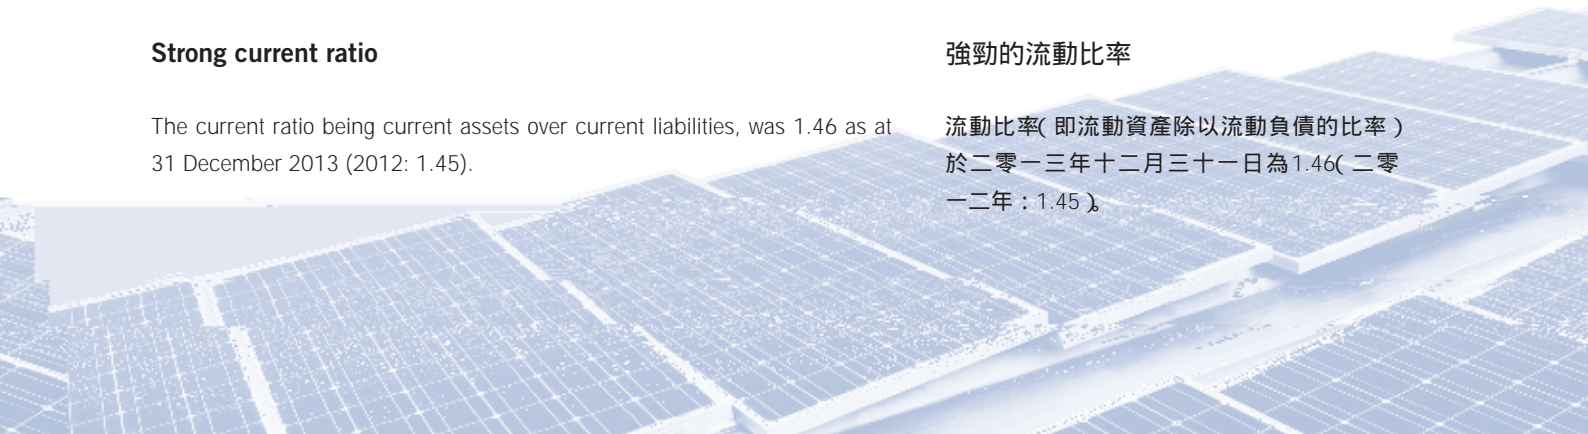 Strong current ratio
The current ratio being current assets over current liabilities, was 1.46 as at
31 December 2013 (2012: 1.45).
強勁的流動比率
流動比率(即流動資產除以流動負債的比率)
於二零一三年十二月三十一日為1.46(二零
一二年：1.45)。